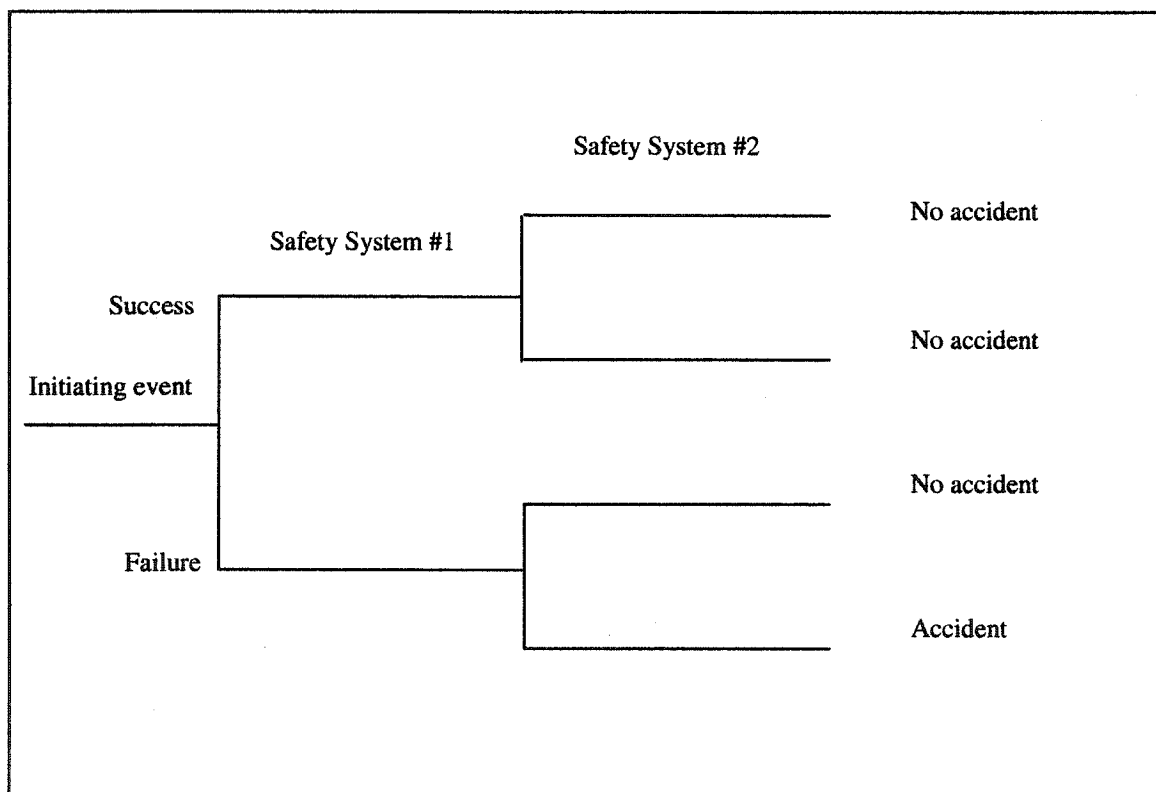 Safety System #2
No accident
Safety System #1
Success
No accident
Initiating event
No accident
Failure
Accident